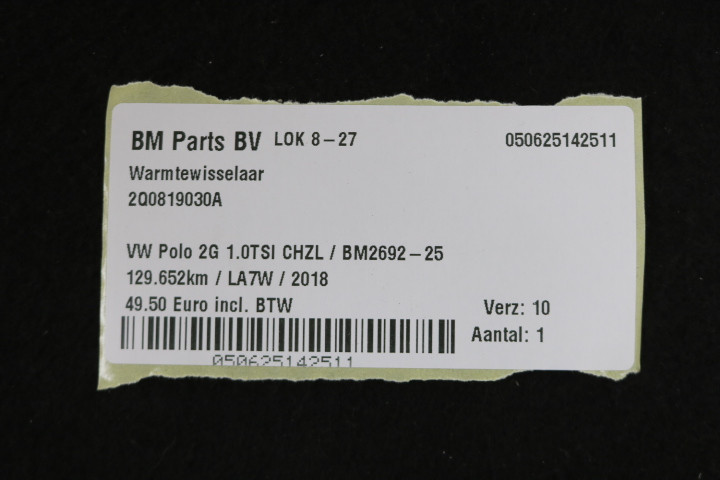 BM Parts BV LOK 8-27 050625142511
Warmtewisselaar
2Q0819030A
VW Polo 2G 1.0TSI CHZL / BM2692-25
129.652km / LA7W / 2018
49.50 Euro incl. BTW Verz: 10
Aantal: 1
050625142511